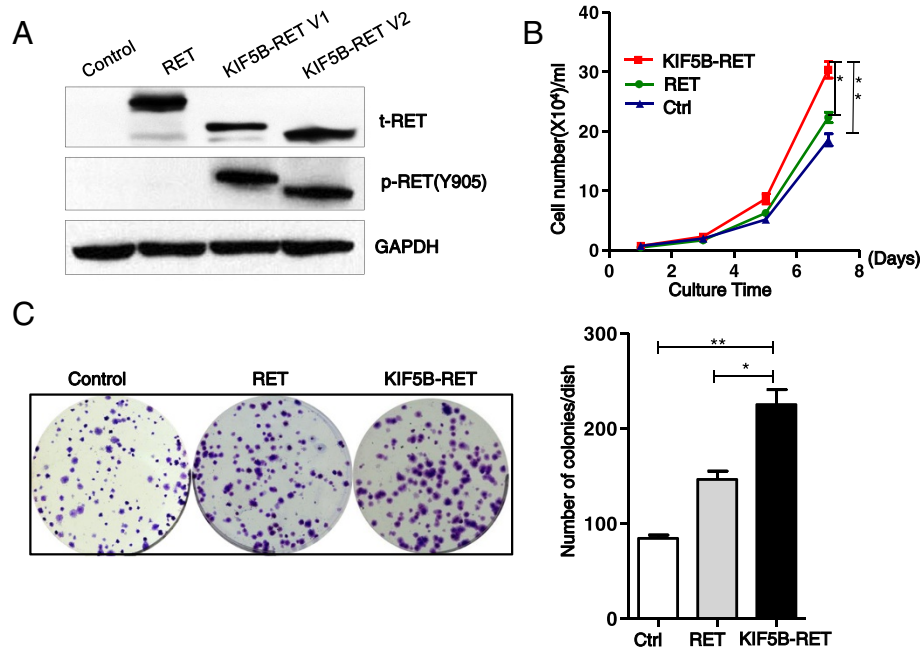 A
Control
RET
KIF5B-RET V1
KIF5B-RET V2
t-RET
p-RET(Y905)
GAPDH
B
Cell number(X10⁴)/ml
40
30
20
10
0
KIF5B-RET
RET
Ctrl
*
**
0 2 4 6 8 (Days)
Culture Time
C
Control RET KIF5B-RET
Number of colonies/dish
300
200
100
0
**
*
Ctrl RET KIF5B-RET